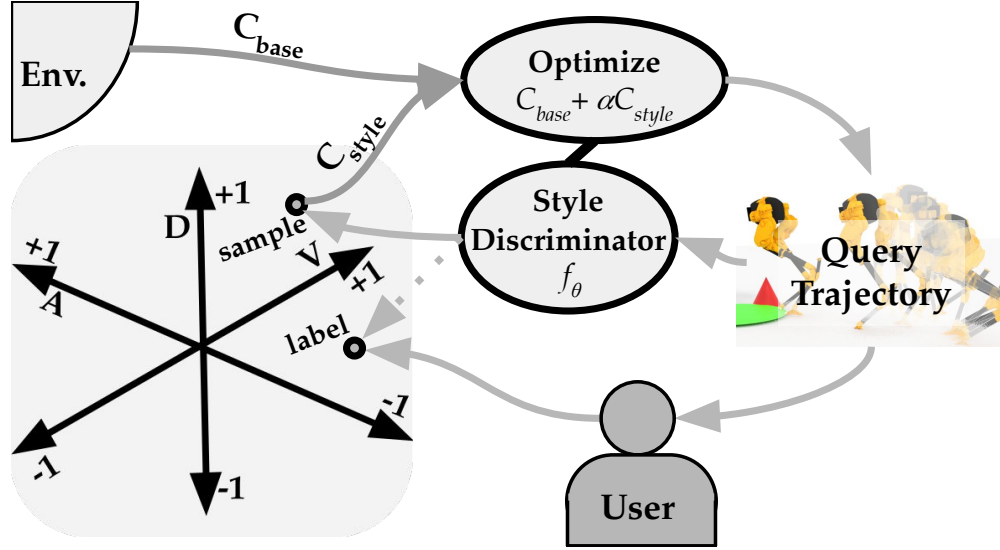 C_base
Env.
Optimize
C_base + αC_style
C_style
+1
D
sample
V
+1
+1
A
Style
Discriminator
f_θ
Query
Trajectory
label
-1
-1
-1
User